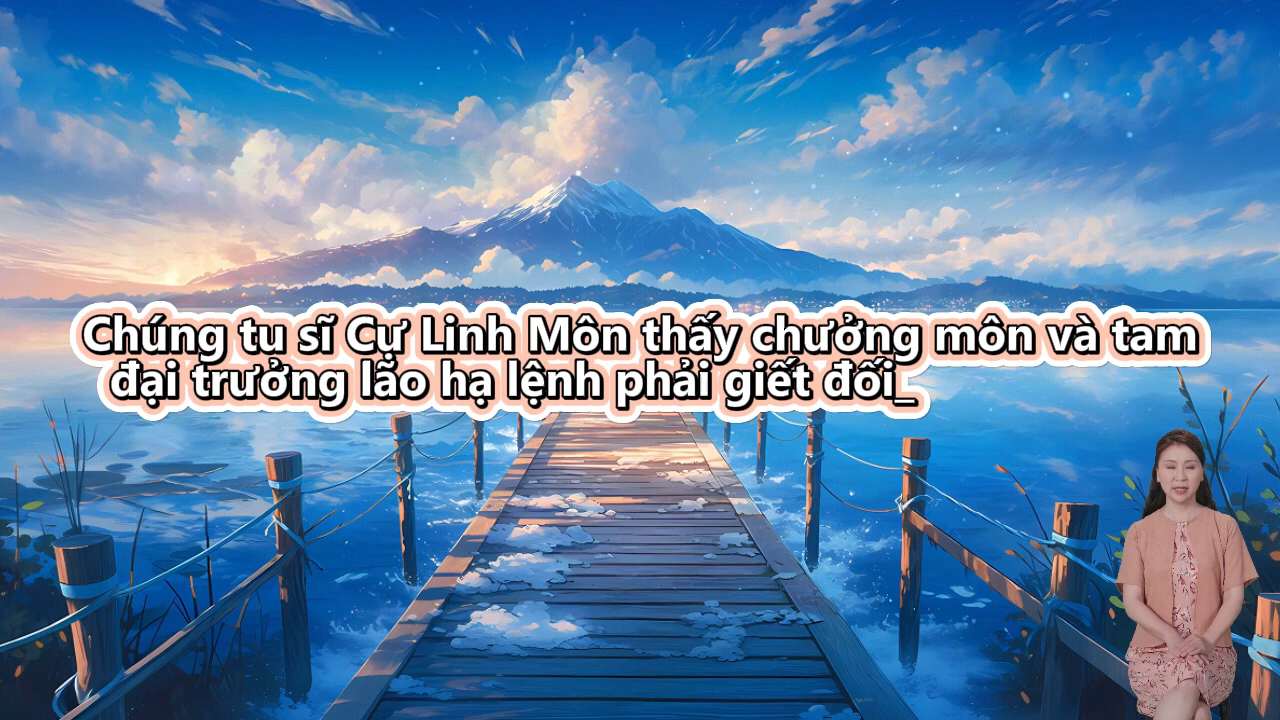 Chúng tu sĩ Cự Linh Môn thấy chưởng môn và tam
đại trưởng lão hạ lệnh phải giết đối_